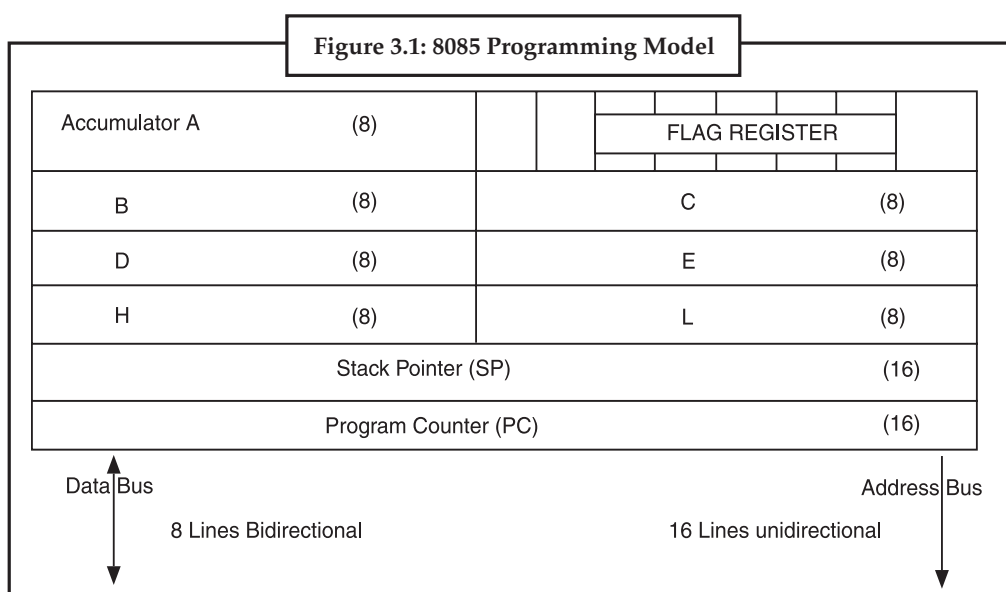 Figure 3.1: 8085 Programming Model
Accumulator A (8) FLAG REGISTER
B (8) C (8)
D (8) E (8)
H (8) L (8)
Stack Pointer (SP) (16)
Program Counter (PC) (16)
Data Bus Address Bus
8 Lines Bidirectional 16 Lines unidirectional